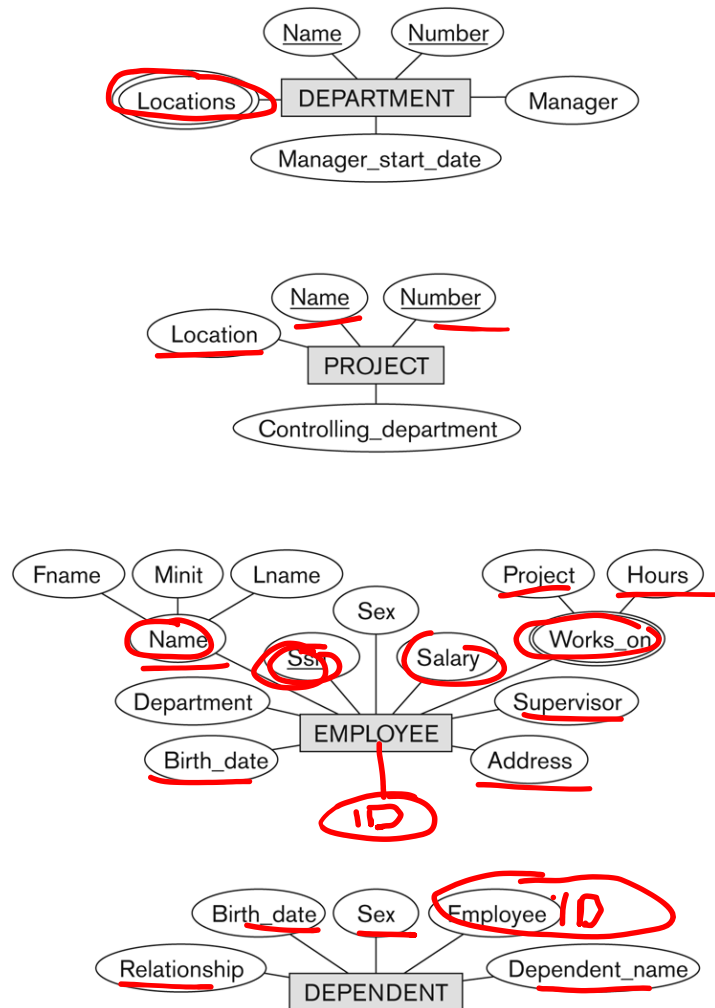 Name Number
Locations DEPARTMENT Manager
Manager_start_date
Name Number
Location
PROJECT
Controlling_department
Fname Minit Lname Project Hours
Sex
Name Ssn Salary Works_on
Department Supervisor
EMPLOYEE
Birth_date Address
ID
Birth_date Sex Employee ID
Relationship Dependent_name
DEPENDENT